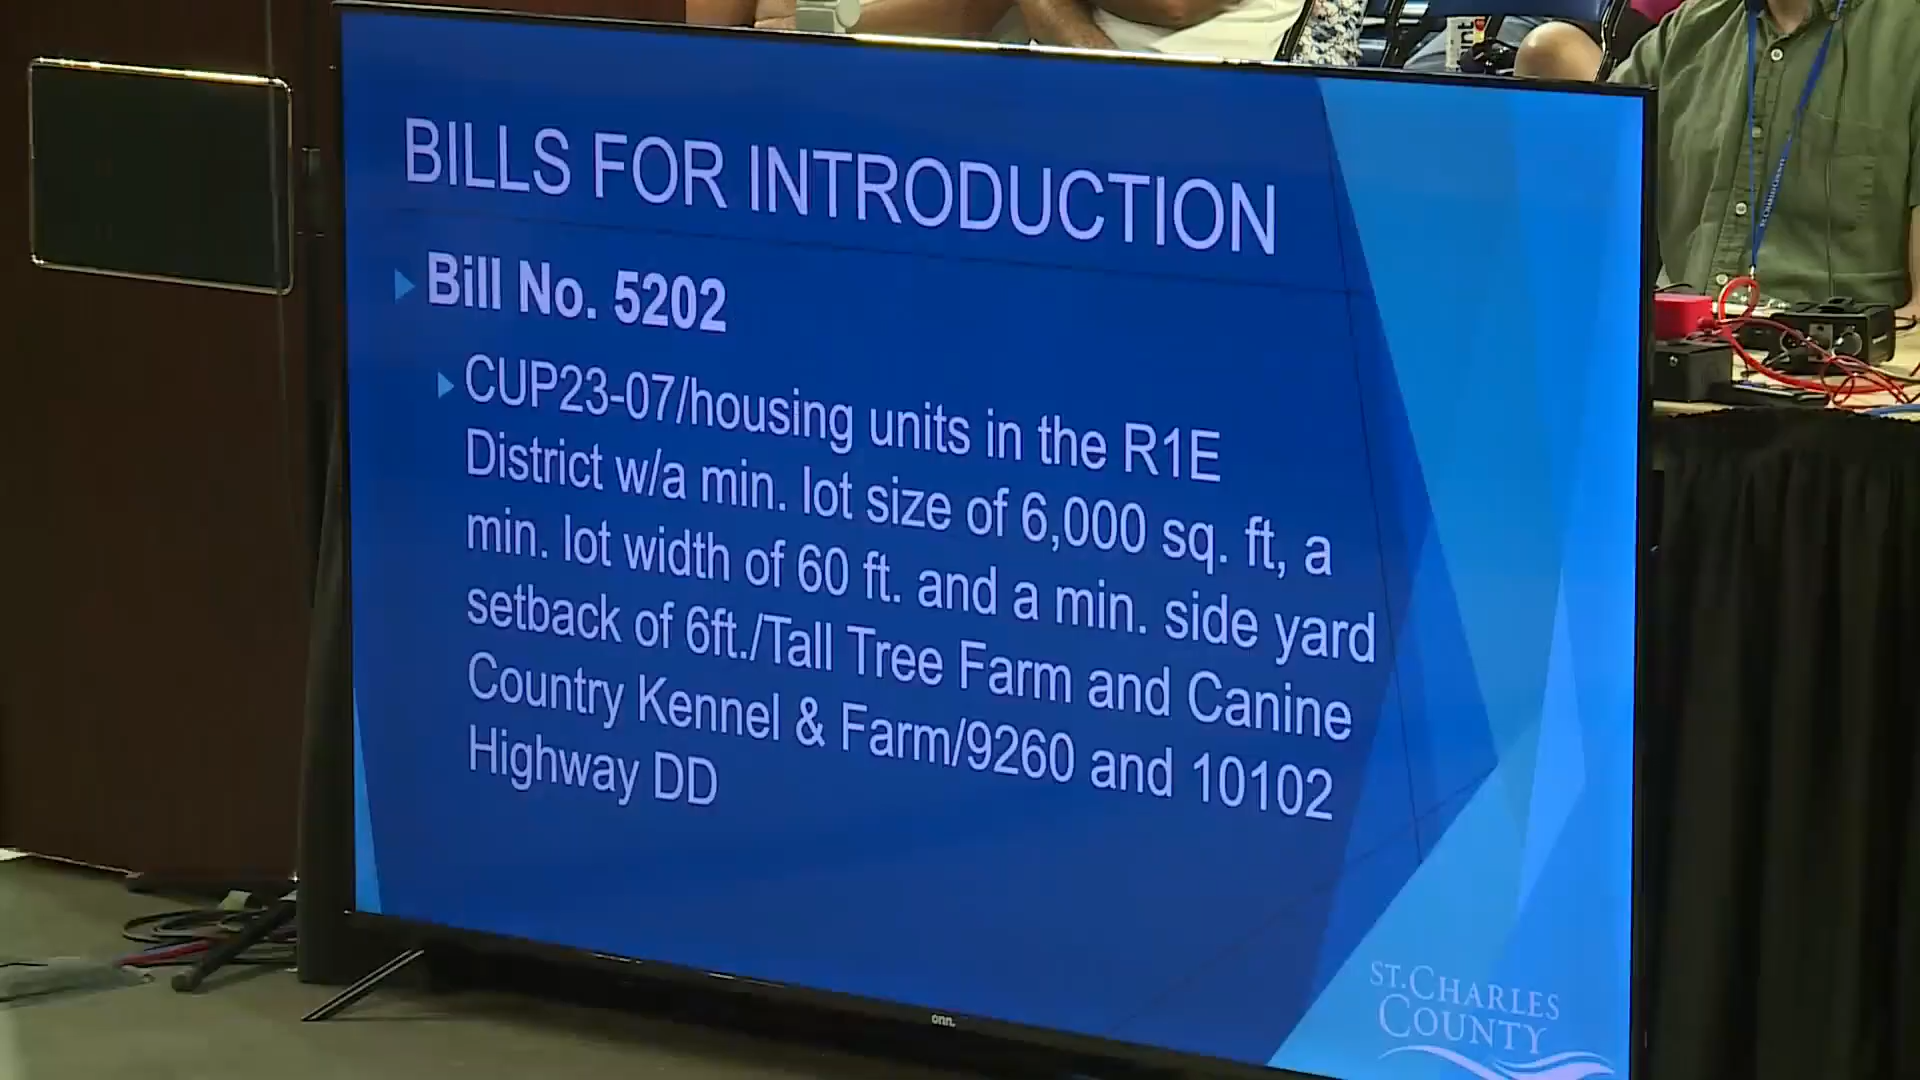 BILLS FOR INTRODUCTION
Bill No. 5202
CUP23-07/housing units in the R1E
District w/a min. lot size of 6,000 sq. ft, a
min. lot width of 60 ft. and a min. side yard
setback of 6ft./Tall Tree Farm and Canine
Country Kennel & Farm/9260 and 10102
Highway DD
ST. CHARLES
COUNTY
onn.